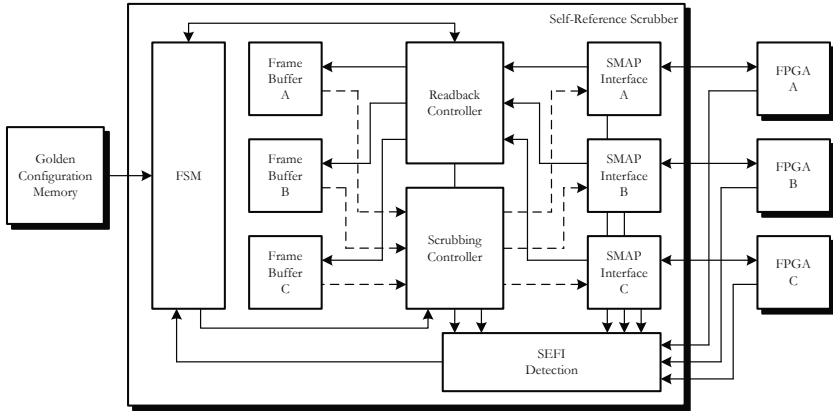 Self-Reference Scrubber
Golden
Configuration
Memory
FSM
Frame
Buffer
A
Frame
Buffer
B
Frame
Buffer
C
Readback
Controller
Scrubbing
Controller
SMAP
Interface
A
SMAP
Interface
B
SMAP
Interface
C
SEFI
Detection
FPGA
A
FPGA
B
FPGA
C